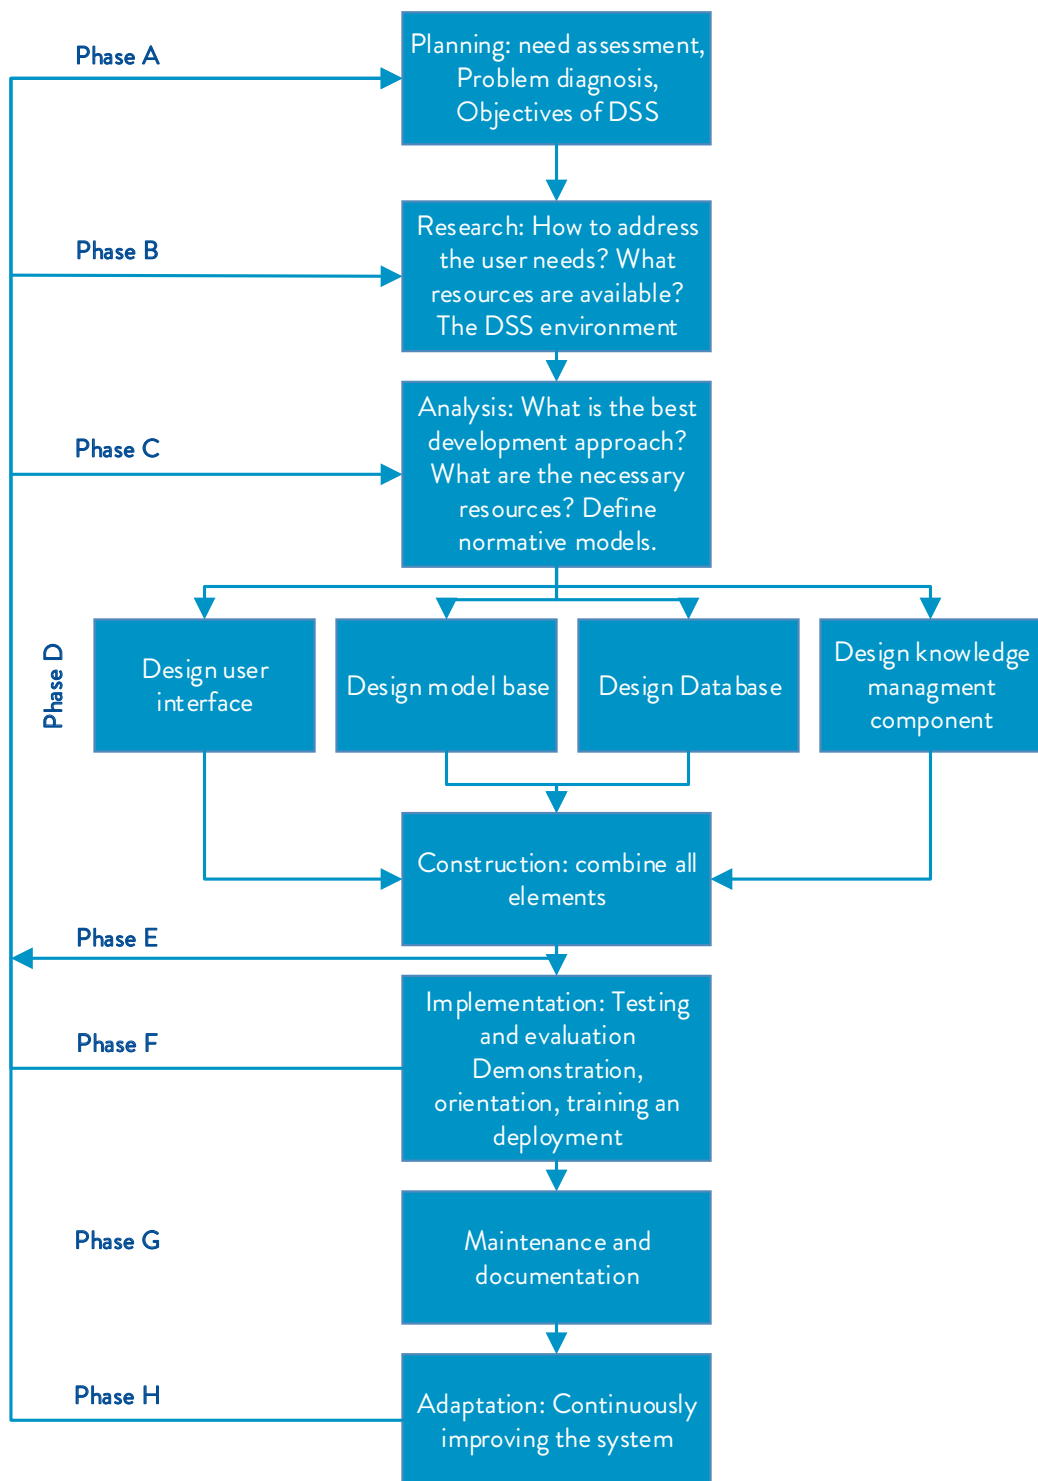 Phase A
Planning: need assessment,
Problem diagnosis,
Objectives of DSS
Phase B
Research: How to address
the user needs? What
resources are available?
The DSS environment
Phase C
Analysis: What is the best
development approach?
What are the necessary
resources? Define
normative models.
Phase D
Design user
interface
Design model base
Design Database
Design knowledge
managment
component
Construction: combine all
elements
Phase E
Implementation: Testing
and evaluation
Demonstration,
orientation, training an
deployment
Phase F
Phase G
Maintenance and
documentation
Phase H
Adaptation: Continuously
improving the system